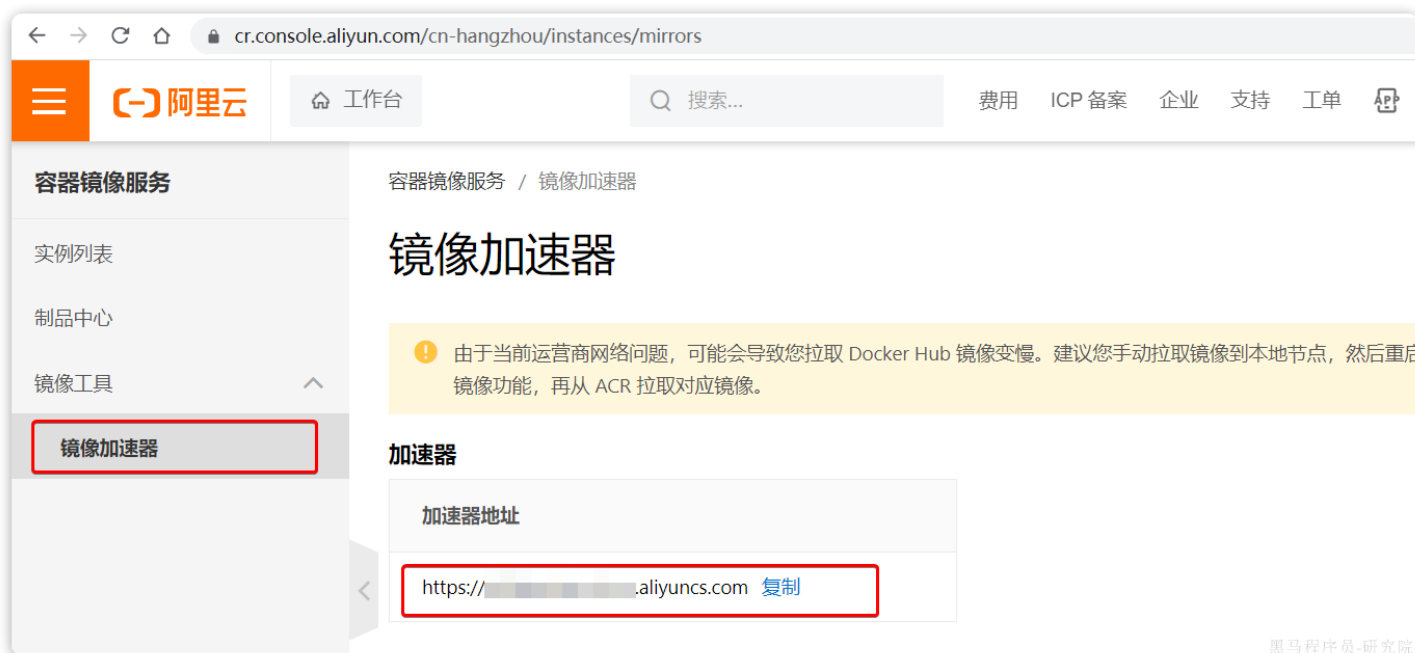 cr.console.aliyun.com/cn-hangzhou/instances/mirrors
阿里云
工作台
搜索...
费用
ICP 备案
企业
支持
工单
APP
容器镜像服务
实例列表
制品中心
镜像工具
镜像加速器
容器镜像服务 / 镜像加速器
镜像加速器
由于当前运营商网络问题，可能会导致您拉取 Docker Hub 镜像变慢。建议您手动拉取镜像到本地节点，然后重启
镜像功能，再从 ACR 拉取对应镜像。
加速器
加速器地址
https:// .aliyuncs.com 复制
黑马程序员-研究院